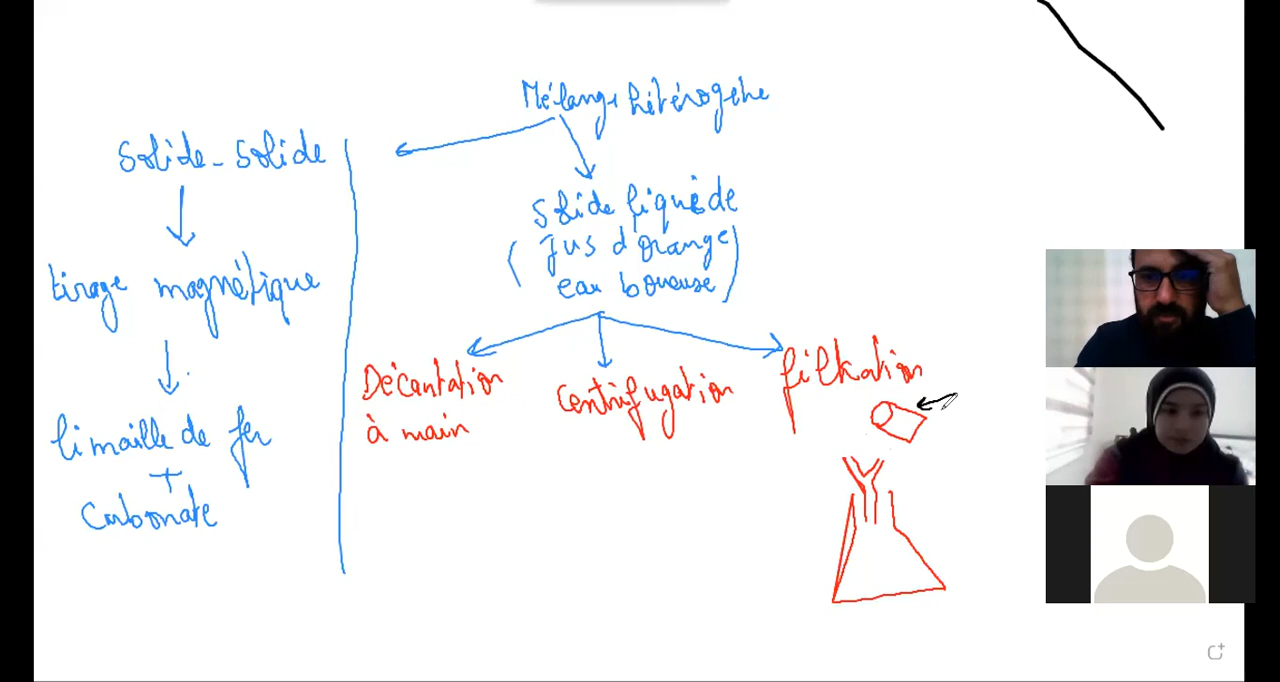 Mélange hétérogène
solide-solide
solide liquide
(Jus d'orange
eau boueuse)
tirage magnétique
Décantation
à main
centrifugation
filtration
limaille de fer
+
Carbonate